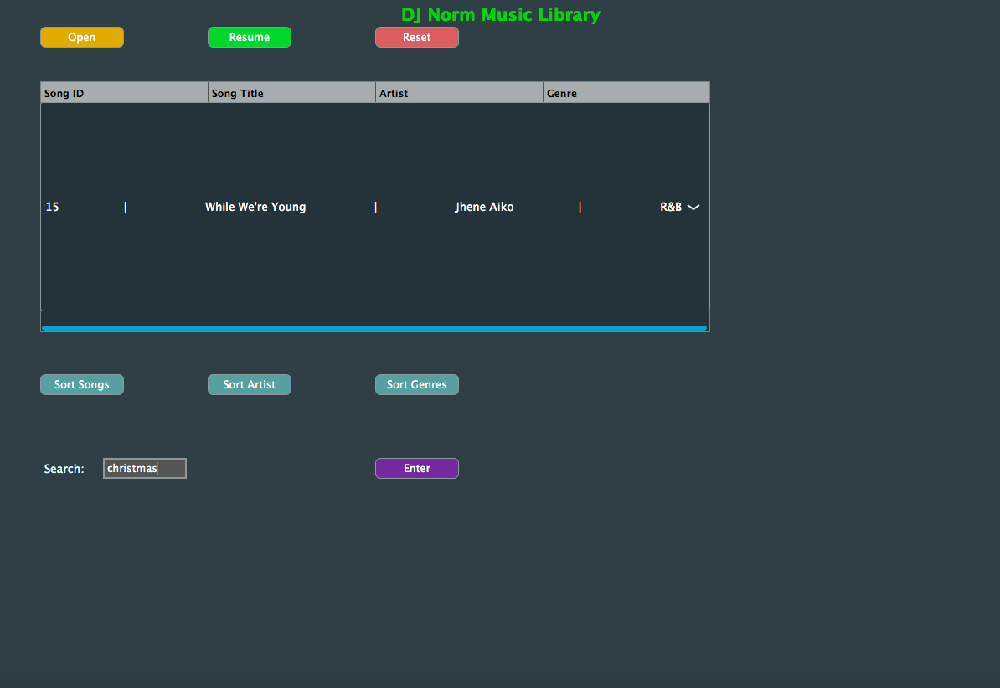 DJ Norm Music Library
Open Resume Reset
Song ID Song Title Artist Genre
15 | While We're Young | Jhene Aiko | R&B
Sort Songs Sort Artist Sort Genres
Search: christmas Enter